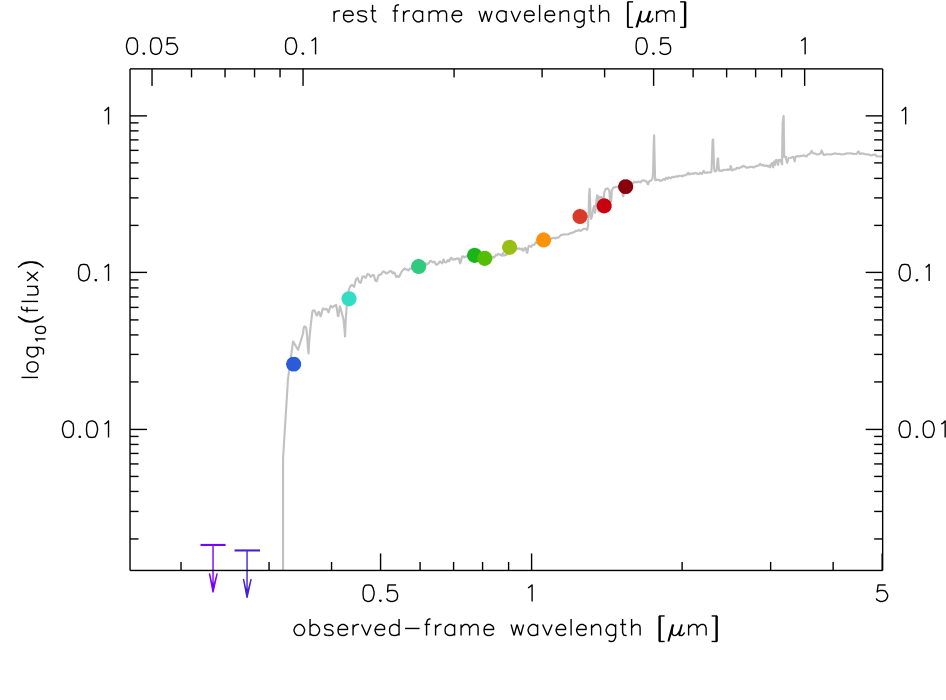 rest frame wavelength [μm]
0.05 0.1 0.5 1
1 1
0.1 0.1
log10(flux)
0.01 0.01
0.5 1 5
observed-frame wavelength [μm]